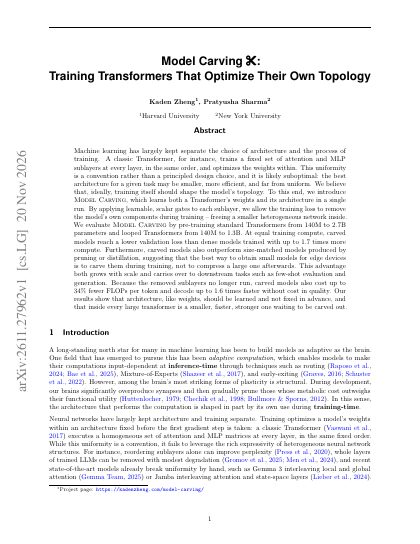 arXiv:2611.27962v1 [cs.LG] 20 Nov 2026
Model Carving ✂:
Training Transformers That Optimize Their Own Topology
Kaden Zheng¹, Pratyusha Sharma²
¹Harvard University ²New York University
Abstract
Machine learning has largely kept separate the choice of architecture and the process of
training. A classic Transformer, for instance, trains a fixed set of attention and MLP
sublayers at every layer, in the same order, and optimizes the weights within. This
uniformity is a convention rather than a principled design choice, and it is likely suboptimal: the best
architecture for a given task may be smaller, more efficient, and far from uniform. We believe
that, ideally, training itself should shape the model's topology. To this end, we introduce
Model Carving, which learns both a Transformer's weights and its architecture in a single
run. By applying learnable, scalar gates to each sublayer, we allow the training loss to remove
the model's own components during training – freeing a smaller heterogeneous network inside.
We evaluate Model Carving by pre-training standard Transformers from 140M to 2.7B
parameters and looped Transformers from 140M to 1.3B. At equal training compute, carved
models reach a lower validation loss than dense models trained with up to 1.7 times more
compute. Furthermore, carved models also outperform size-matched models produced by
pruning or distillation, suggesting that the best way to obtain small models for edge devices
is to carve them during training, not to compress a large one afterwards. This advantage
both grows with scale and carries over to downstream tasks such as few-shot evaluation and
generation. Because the removed sublayers no longer run, carved models also cost up to
34% fewer FLOPs per token and decode up to 1.6 times faster without cost in quality. Our
results show that architecture, like weights, should be learned and not fixed in advance, and
that inside every large transformer is a smaller, faster, stronger one waiting to be carved out.
1 Introduction
A long-standing north star for many in machine learning has been to build models as adaptive as the brain.
One field that has emerged to pursue this has been adaptive computation, which enables models to make
their computations input-dependent at inference-time through techniques such as routing (Raposo et al.,
2024; Bae et al., 2025), Mixture-of-Experts (Shazeer et al., 2017), and early-exiting (Graves, 2016; Schuster
et al., 2022). However, among the brain's most striking forms of plasticity is structural. During development,
our brains significantly overproduce synapses and then gradually prune those whose metabolic cost outweighs
their functional utility (Huttenlocher, 1979; Chechik et al., 1998; Bullmore & Sporns, 2012). In this sense,
the architecture that performs the computation is shaped in part by its own use during training-time.
Neural networks have largely kept architecture and training separate. Training optimizes a model's weights
within an architecture fixed before the first gradient step is taken: a classic Transformer (Vaswani et al.,
2017) executes a homogeneous set of attention and MLP matrices at every layer, in the same fixed order.
While this uniformity is a convention, it fails to leverage the rich expressivity of heterogeneous neural network
structures. For instance, reordering sublayers alone can improve perplexity (Press et al., 2020), whole layers
of trained LLMs can be removed with modest degradation (Gromov et al., 2025; Men et al., 2024), and
state-of-the-art models already break uniformity by hand, such as Gemma 3 interleaving local and global
attention (Gemma Team, 2025) or Jamba interleaving attention and state-space layers (Lieber et al., 2024).
Project page: https://kadenzheng.com/model-carving/
1